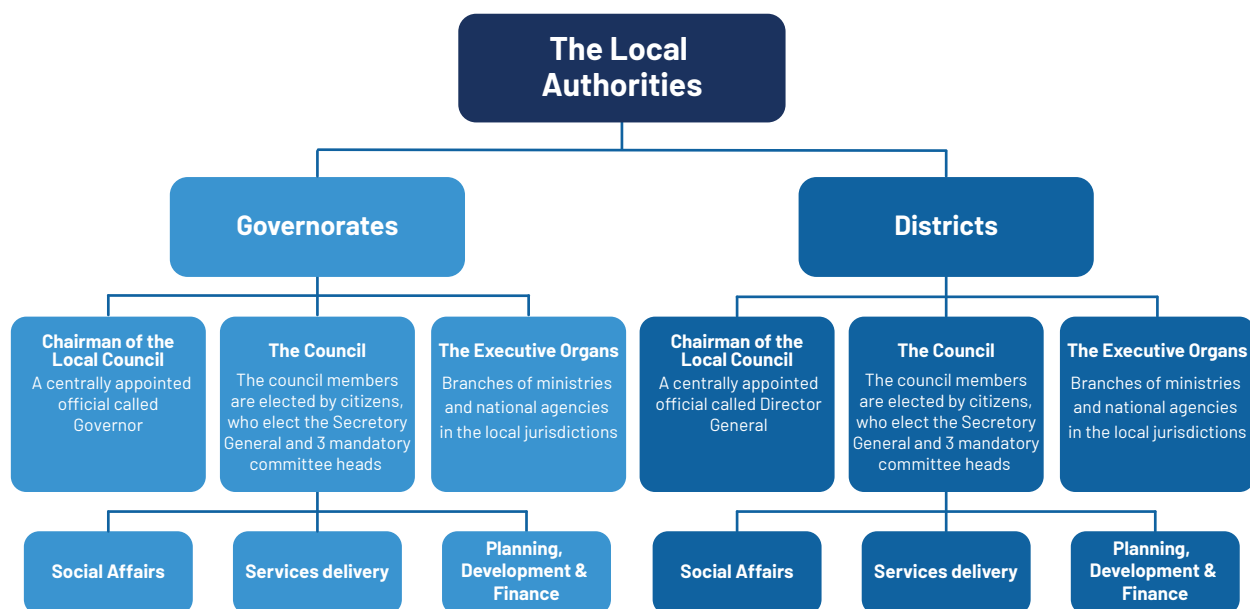 The Local
Authorities
Governorates
Districts
Chairman of the
Local Council
A centrally appointed
official called
Governor
The Council
The council members
are elected by citizens,
who elect the Secretory
General and 3 mandatory
committee heads
The Executive Organs
Branches of ministries
and national agencies
in the local jurisdictions
Chairman of the
Local Council
A centrally appointed
official called Director
General
The Council
The council members
are elected by citizens,
who elect the Secretory
General and 3 mandatory
committee heads
The Executive Organs
Branches of ministries
and national agencies
in the local jurisdictions
Social Affairs
Services delivery
Planning,
Development &
Finance
Social Affairs
Services delivery
Planning,
Development &
Finance